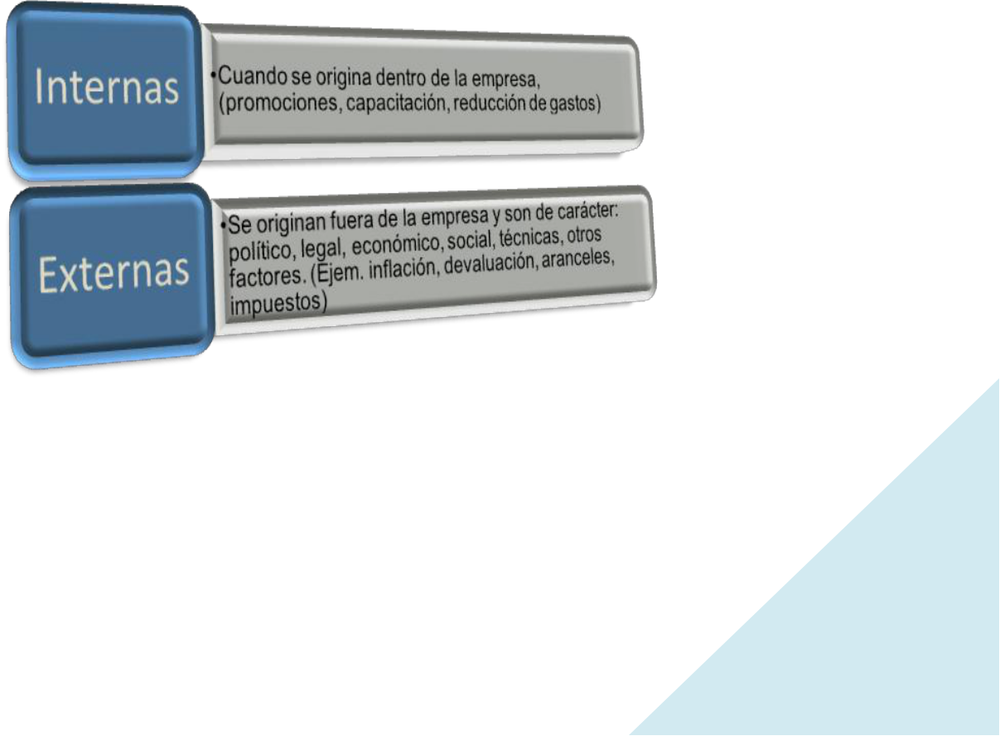 Internas
•Cuando se origina dentro de la empresa,
(promociones, capacitación, reducción de gastos)
Externas
•Se originan fuera de la empresa y son de carácter:
político, legal, económico, social, técnicas, otros
factores. (Ejem. inflación, devaluación, aranceles,
impuestos)